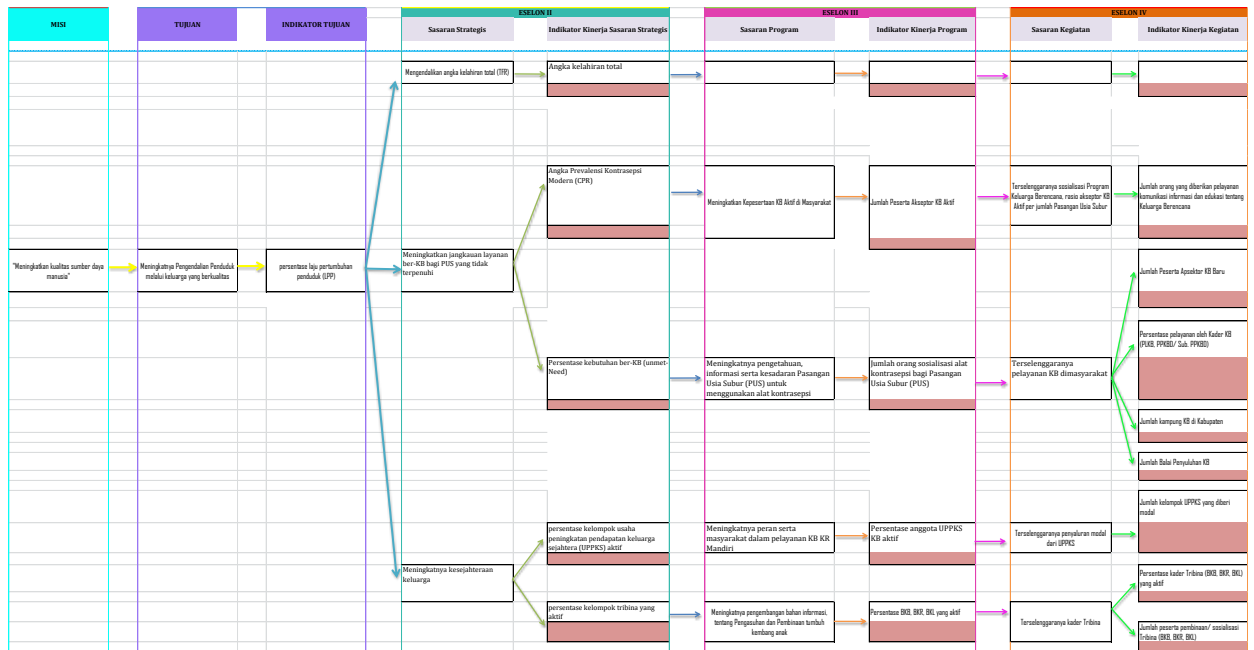 MISI
TUJUAN
INDIKATOR TUJUAN
ESELON II
ESELON III
ESELON IV
Sasaran Strategis
Indikator Kinerja Sasaran Strategis
Sasaran Program
Indikator Kinerja Program
Sasaran Kegiatan
Indikator Kinerja Kegiatan
Mengendalikan angka kelahiran total (TFR)
Angka kelahiran total
Angka Prevalensi Kontrasepsi
Modern (CPR)
Meningkatkan Kepesertaan KB Aktif di Masyarakat
Jumlah Peserta Akseptor KB Aktif
Terselenggaranya sosialisasi Program
Keluarga Berencana, rasio akseptor KB
Aktif per jumlah Pasangan Usia Subur
Jumlah orang yang diberikan pelayanan
komunikasi informasi dan edukasi tentang
Keluarga Berencana
"Meningkatkan kualitas sumber daya
manusia"
Meningkatnya Pengendalian Penduduk
melalui keluarga yang berkualitas
persentase laju pertumbuhan
penduduk (LPP)
Meningkatkan jangkauan layanan
ber-KB bagi PUS yang tidak
terpenuhi
Jumlah Peserta Apsektor KB Baru
Persentase pelayanan oleh Kader KB
(PLKB, PPKBD/ Sub. PPKBD)
Persentase kebutuhan ber-KB (unmet-
Need)
Meningkatnya pengetahuan,
informasi serta kesadaran Pasangan
Usia Subur (PUS) untuk
menggunakan alat kontrasepsi
Jumlah orang sosialisasi alat
kontrasepsi bagi Pasangan
Usia Subur (PUS)
Terselenggaranya
pelayanan KB dimasyarakat
Jumlah kampung KB di Kabupaten
Jumlah Balai Penyuluhan KB
Jumlah kelompok UPPKS yang diberi
modal
persentase kelompok usaha
peningkatan pendapatan keluarga
sejahtera (UPPKS) aktif
Meningkatnya peran serta
masyarakat dalam pelayanan KB KR
Mandiri
Persentase anggota UPPKS
KB aktif
Terselenggaranya penyaluran modal
dari UPPKS
Meningkatnya kesejahteraan
keluarga
Persentase kader Tribina (BKB, BKR, BKL)
yang aktif
persentase kelompok tribina yang
aktif
Meningkatnya pengembangan bahan informasi,
tentang Pengasuhan dan Pembinaan tumbuh
kembang anak
Persentase BKB, BKR, BKL yang aktif
Terselenggaranya kader Tribina
Jumlah peserta pembinaan/ sosialisasi
Tribina (BKB, BKR, BKL)